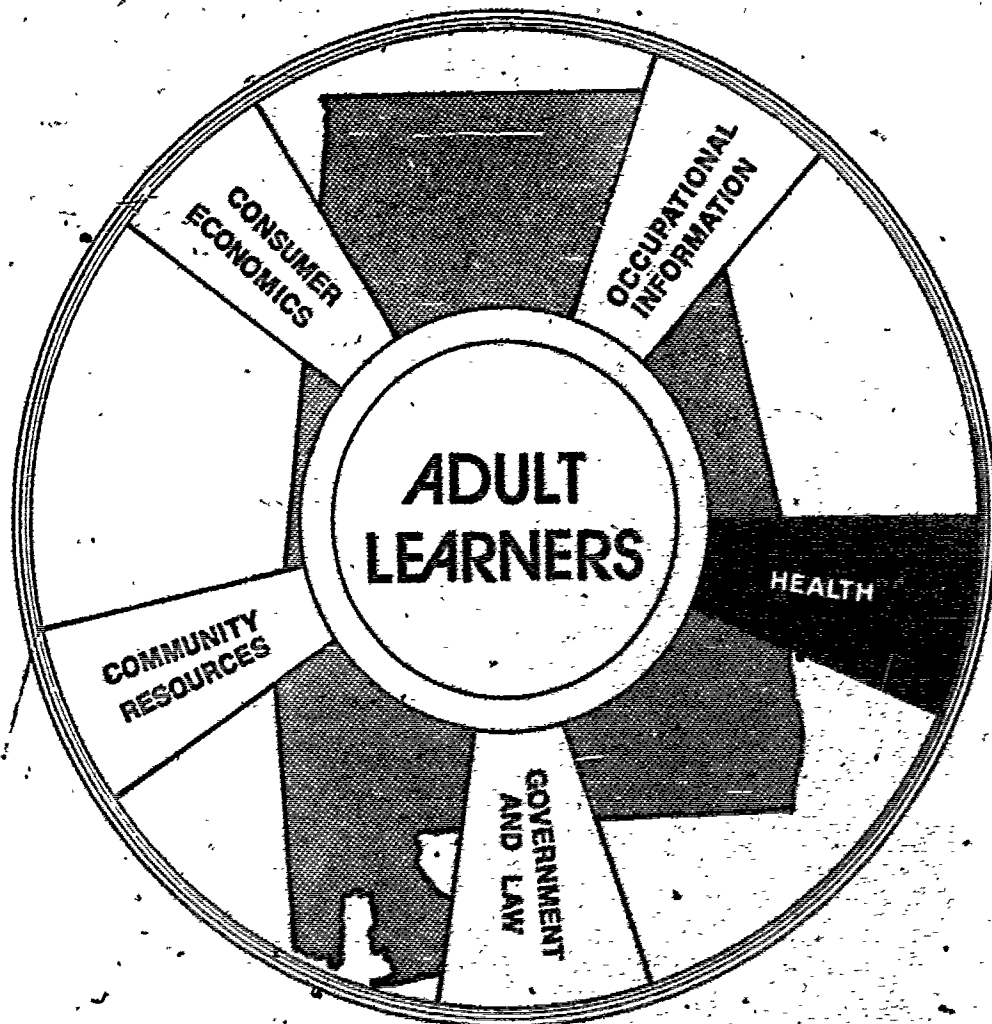 CONSUMER
ECONOMICS
OCCUPATIONAL
INFORMATION
ADULT
LEARNERS
HEALTH
COMMUNITY
RESOURCES
GOVERNMENT
AND LAW